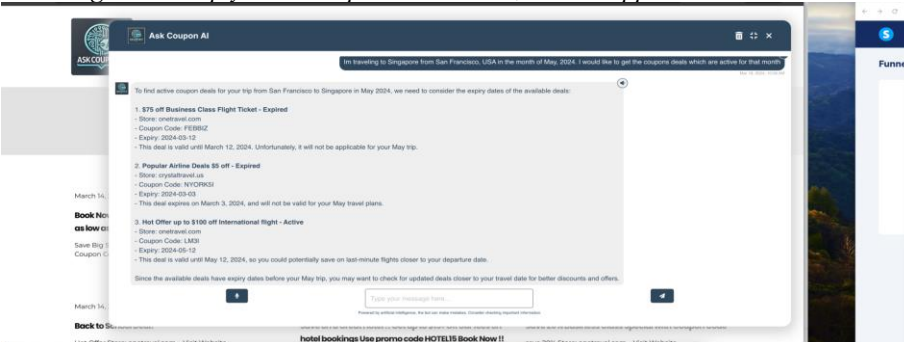 ASK COUP
Ask Coupon AI
Im traveling to Singapore from San Francisco, USA in the month of May, 2024. I would like to get the coupons deals which are active for that month
To find active coupon deals for your trip from San Francisco to Singapore in May 2024, we need to consider the expiry dates of the available deals:
1. $75 off Business Class Flight Ticket - Expired
- Store: onetravel.com
- Coupon Code: FEBBIZ
- Expiry: 2024-03-12
- This deal is valid until March 12, 2024. Unfortunately, it will not be applicable for your May trip.
2. Popular Airline Deals $5 off - Expired
- Store: crystaltravel.us
- Coupon Code: NYORK5I
- Expiry: 2024-03-03
- This deal expires on March 3, 2024, and will not be valid for your May travel plans.
3. Hot Offer up to $100 off International flight - Active
- Store: onetravel.com
- Coupon Code: LM3I
- Expiry: 2024-05-12
- This deal is valid until May 12, 2024, so you could potentially save on last-minute flights closer to your departure date.
Since the available deals have expiry dates before your May trip, you may want to check for updated deals closer to your travel date for better discounts and offers.
Type your message here...
March 14,
Book Now
as low as
Save Big $
Coupon C
March 14,
Back to
hotel bookings Use promo code HOTEL15 Book Now !!
S
Funne